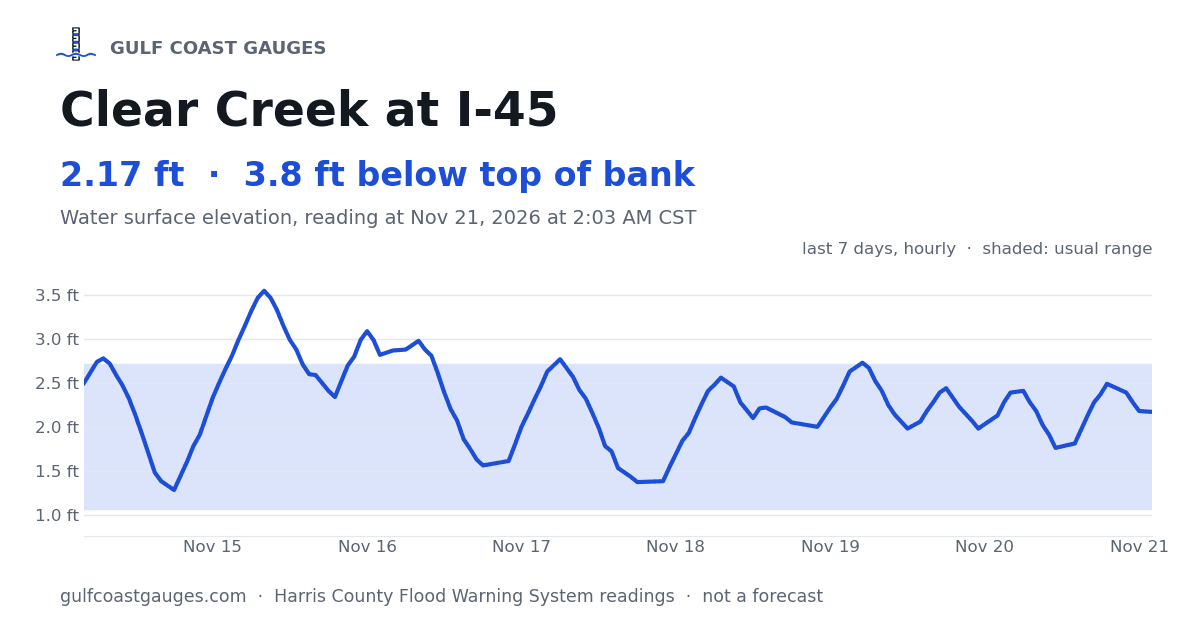 GULF COAST GAUGES
Clear Creek at I-45
2.17 ft · 3.8 ft below top of bank
Water surface elevation, reading at Nov 21, 2026 at 2:03 AM CST
last 7 days, hourly · shaded: usual range
3.5 ft
3.0 ft
2.5 ft
2.0 ft
1.5 ft
1.0 ft
Nov 15 Nov 16 Nov 17 Nov 18 Nov 19 Nov 20 Nov 21
gulfcoastgauges.com · Harris County Flood Warning System readings · not a forecast